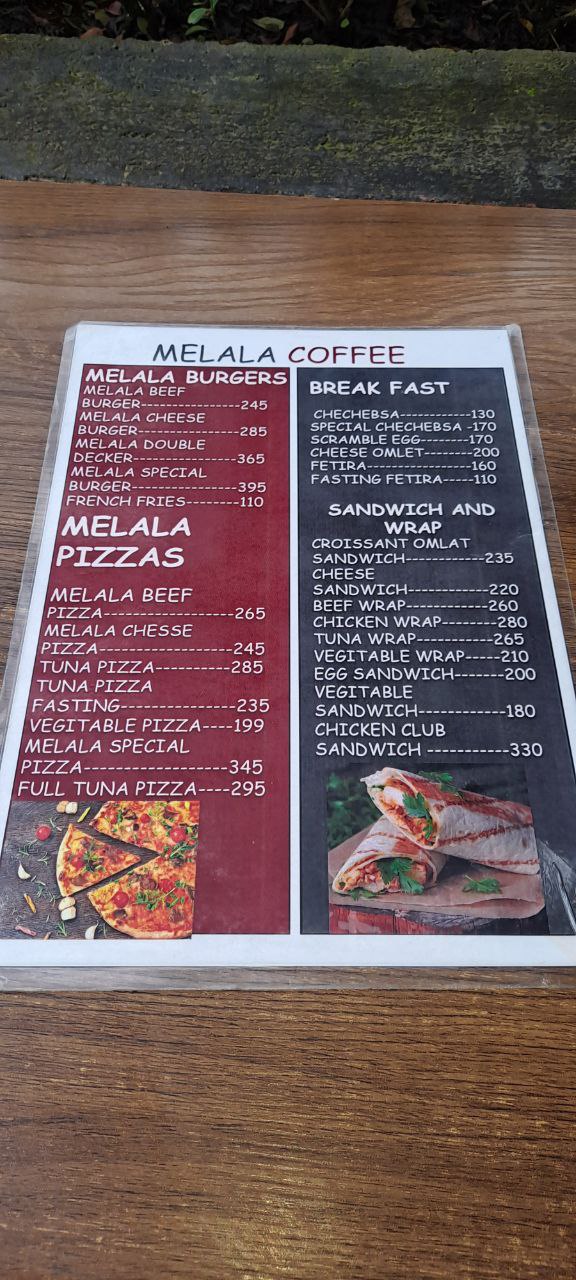 MELALA COFFEE
MELALA BURGERS
MELALA BEEF
BURGER----------------245
MELALA CHEESE
BURGER----------------285
MELALA DOUBLE
DECKER-----------------365
MELALA SPECIAL
BURGER-----------------395
FRENCH FRIES--------110
MELALA
PIZZAS
MELALA BEEF
PIZZA------------------265
MELALA CHESSE
PIZZA------------------245
TUNA PIZZA----------285
TUNA PIZZA
FASTING---------------235
VEGITABLE PIZZA----199
MELALA SPECIAL
PIZZA------------------345
FULL TUNA PIZZA----295
BREAK FAST
CHECHEBSA------------130
SPECIAL CHECHEBSA -170
SCRAMBLE EGG--------170
CHEESE OMLET--------200
FETIRA-----------------160
FASTING FETIRA-----110
SANDWICH AND
WRAP
CROISSANT OMLAT
SANDWICH------------235
CHEESE
SANDWICH------------220
BEEF WRAP------------260
CHICKEN WRAP--------280
TUNA WRAP-----------265
VEGITABLE WRAP-----210
EGG SANDWICH-------200
VEGITABLE
SANDWICH------------180
CHICKEN CLUB
SANDWICH -----------330